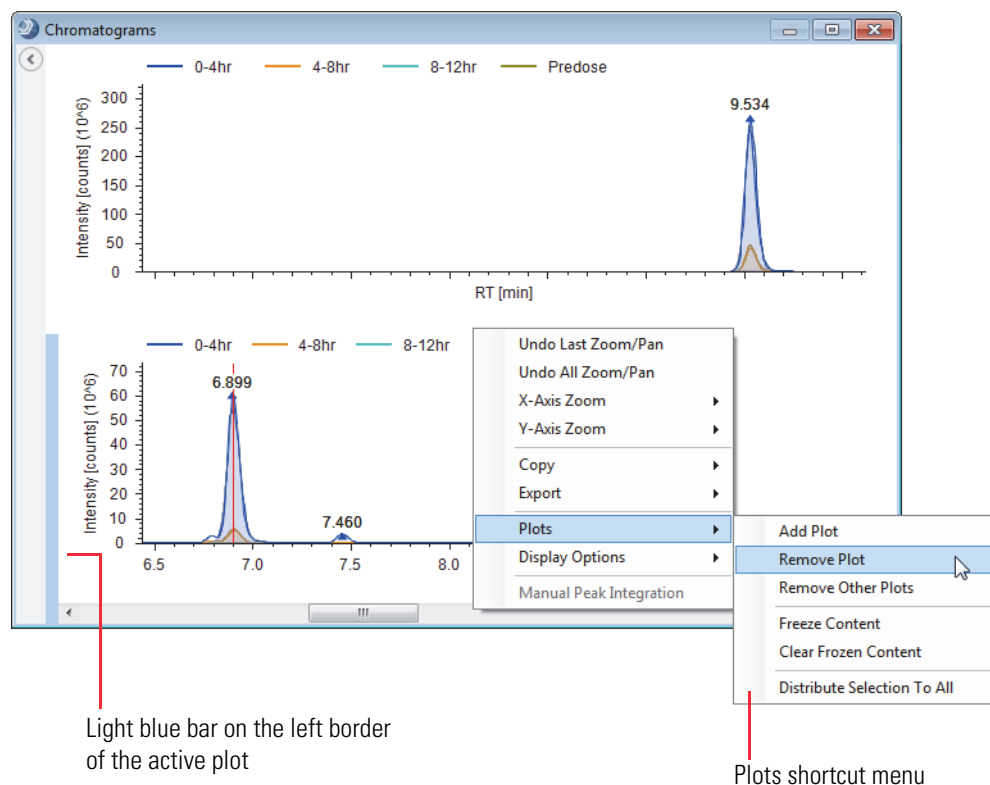 Chromatograms
0-4hr 4-8hr 8-12hr Predose
Intensity [counts] (10^6)
300
250
200
150
100
50
0
9.534
RT [min]
0-4hr 4-8hr 8-12hr
Intensity [counts] (10^6)
70
60
50
40
30
20
10
0
6.899
7.460
6.5 7.0 7.5 8.0
Undo Last Zoom/Pan
Undo All Zoom/Pan
X-Axis Zoom
Y-Axis Zoom
Copy
Export
Plots
Display Options
Manual Peak Integration
Add Plot
Remove Plot
Remove Other Plots
Freeze Content
Clear Frozen Content
Distribute Selection To All
Light blue bar on the left border
of the active plot
Plots shortcut menu